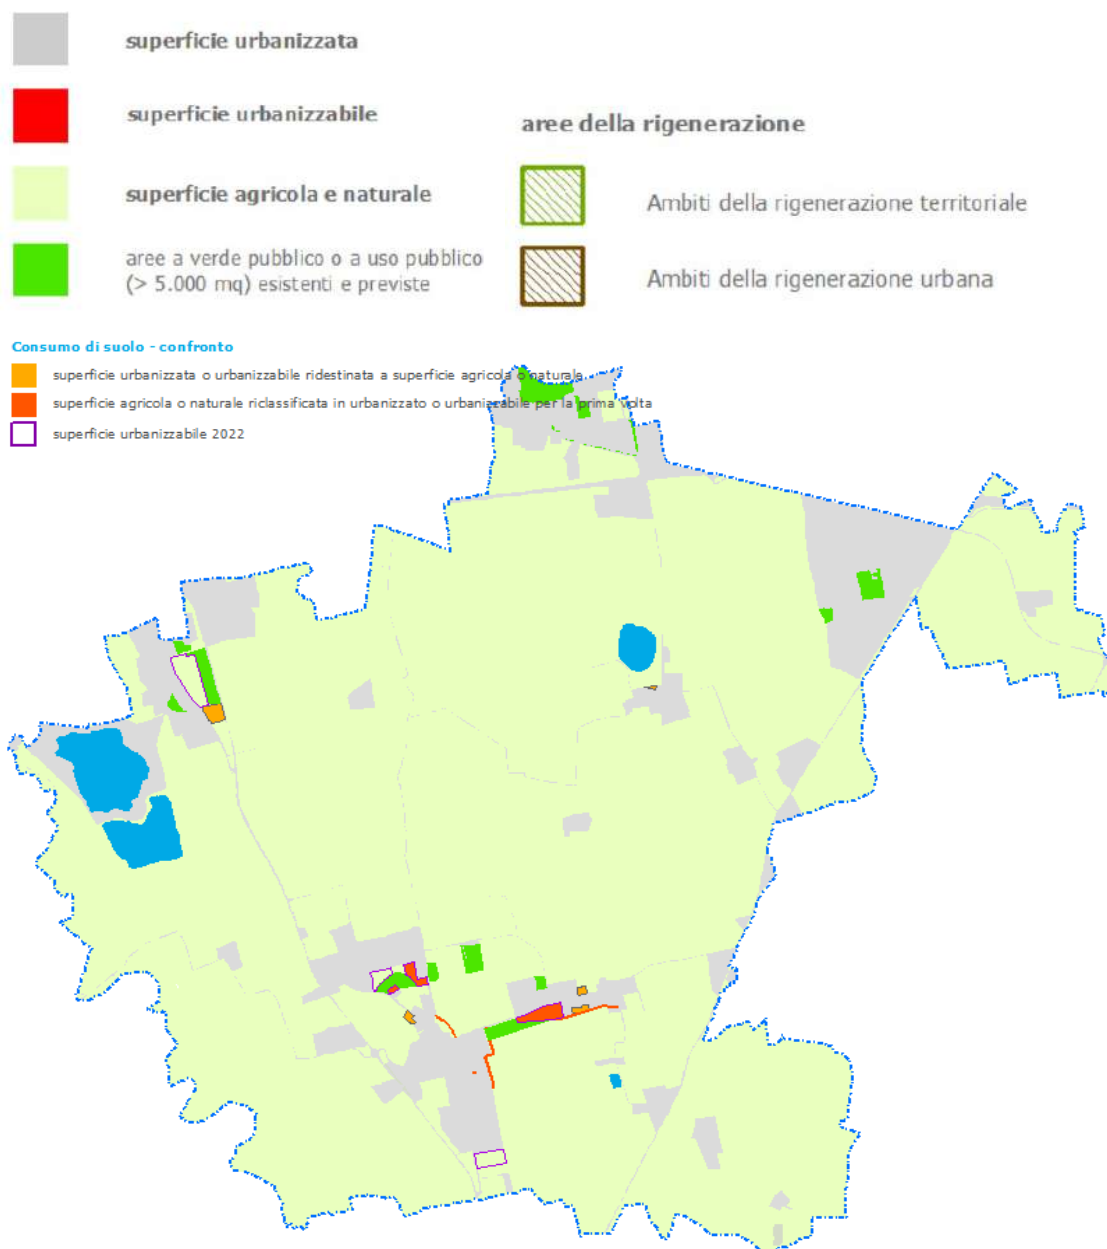 superficie urbanizzata
superficie urbanizzabile
superficie agricola e naturale
aree a verde pubblico o a uso pubblico
(> 5.000 mq) esistenti e previste
aree della rigenerazione
Ambiti della rigenerazione territoriale
Ambiti della rigenerazione urbana
Consumo di suolo - confronto
superficie urbanizzata o urbanizzabile ridestinata a superficie agricola o naturale
superficie agricola o naturale riclassificata in urbanizzato o urbanizzabile per la prima volta
superficie urbanizzabile 2022